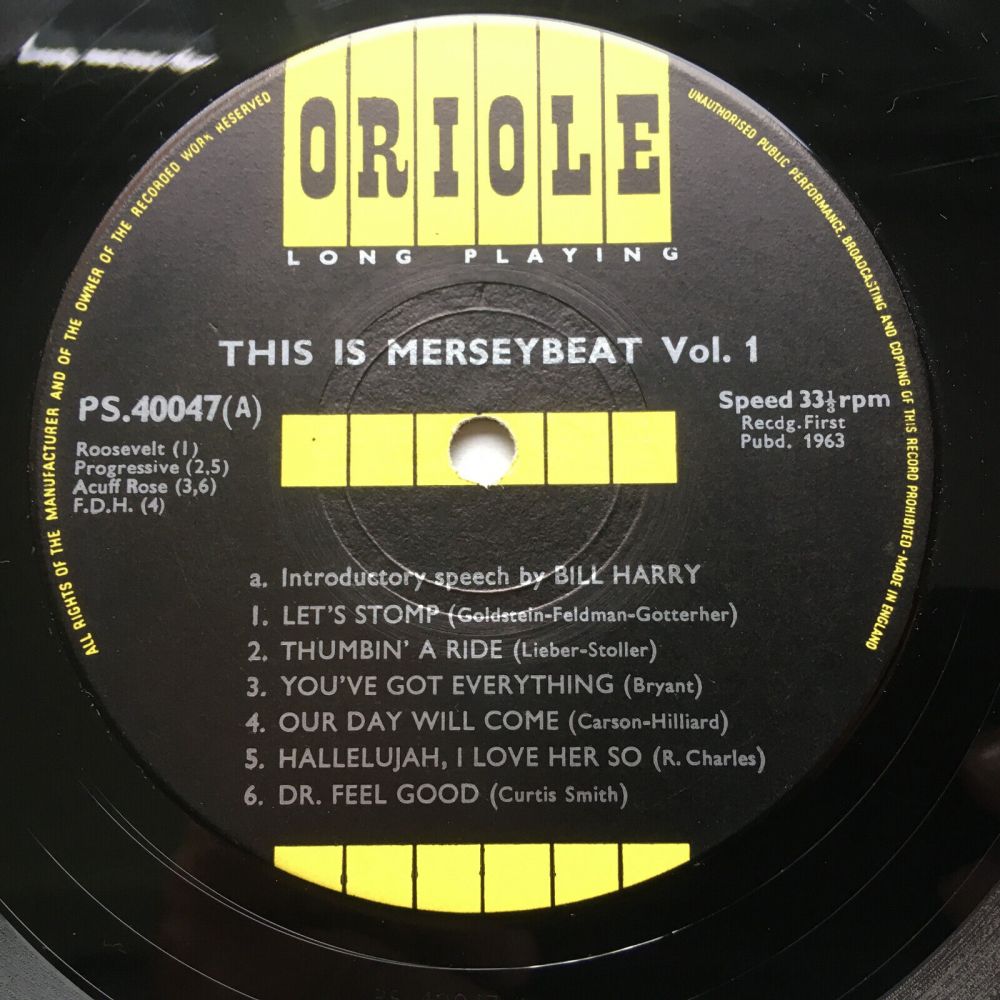 ORIOLE
LONG PLAYING
ALL RIGHTS OF THE MANUFACTURER AND OF THE OWNER OF THE RECORDED WORK RESERVED
UNAUTHORISED PUBLIC PERFORMANCE, BROADCASTING AND COPYING OF THIS RECORD PROHIBITED - MADE IN ENGLAND
THIS IS MERSEYBEAT Vol. 1
PS.40047(A)
Roosevelt (1)
Progressive (2,5)
Acuff Rose (3,6)
F.D.H. (4)
Speed 33⅓rpm
Recdg. First
Pubd. 1963
a. Introductory speech by BILL HARRY
1. LET'S STOMP (Goldstein-Feldman-Gotterher)
2. THUMBIN' A RIDE (Lieber-Stoller)
3. YOU'VE GOT EVERYTHING (Bryant)
4. OUR DAY WILL COME (Carson-Hilliard)
5. HALLELUJAH, I LOVE HER SO (R. Charles)
6. DR. FEEL GOOD (Curtis Smith)